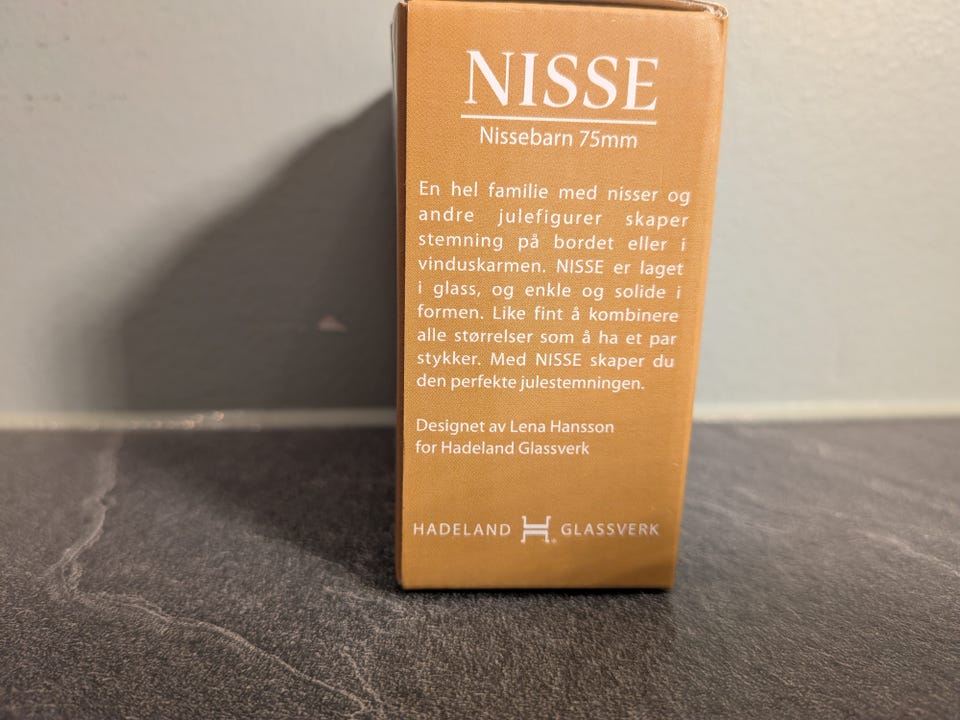 NISSE
Nissebarn 75mm
En hel familie med nisser og
andre julefigurer skaper
stemning på bordet eller i
vinduskarmen. NISSE er laget
i glass, og enkle og solide i
formen. Like fint å kombinere
alle størrelser som å ha et par
stykker. Med NISSE skaper du
den perfekte julestemningen.
Designet av Lena Hansson
for Hadeland Glassverk
HADELAND GLASSVERK